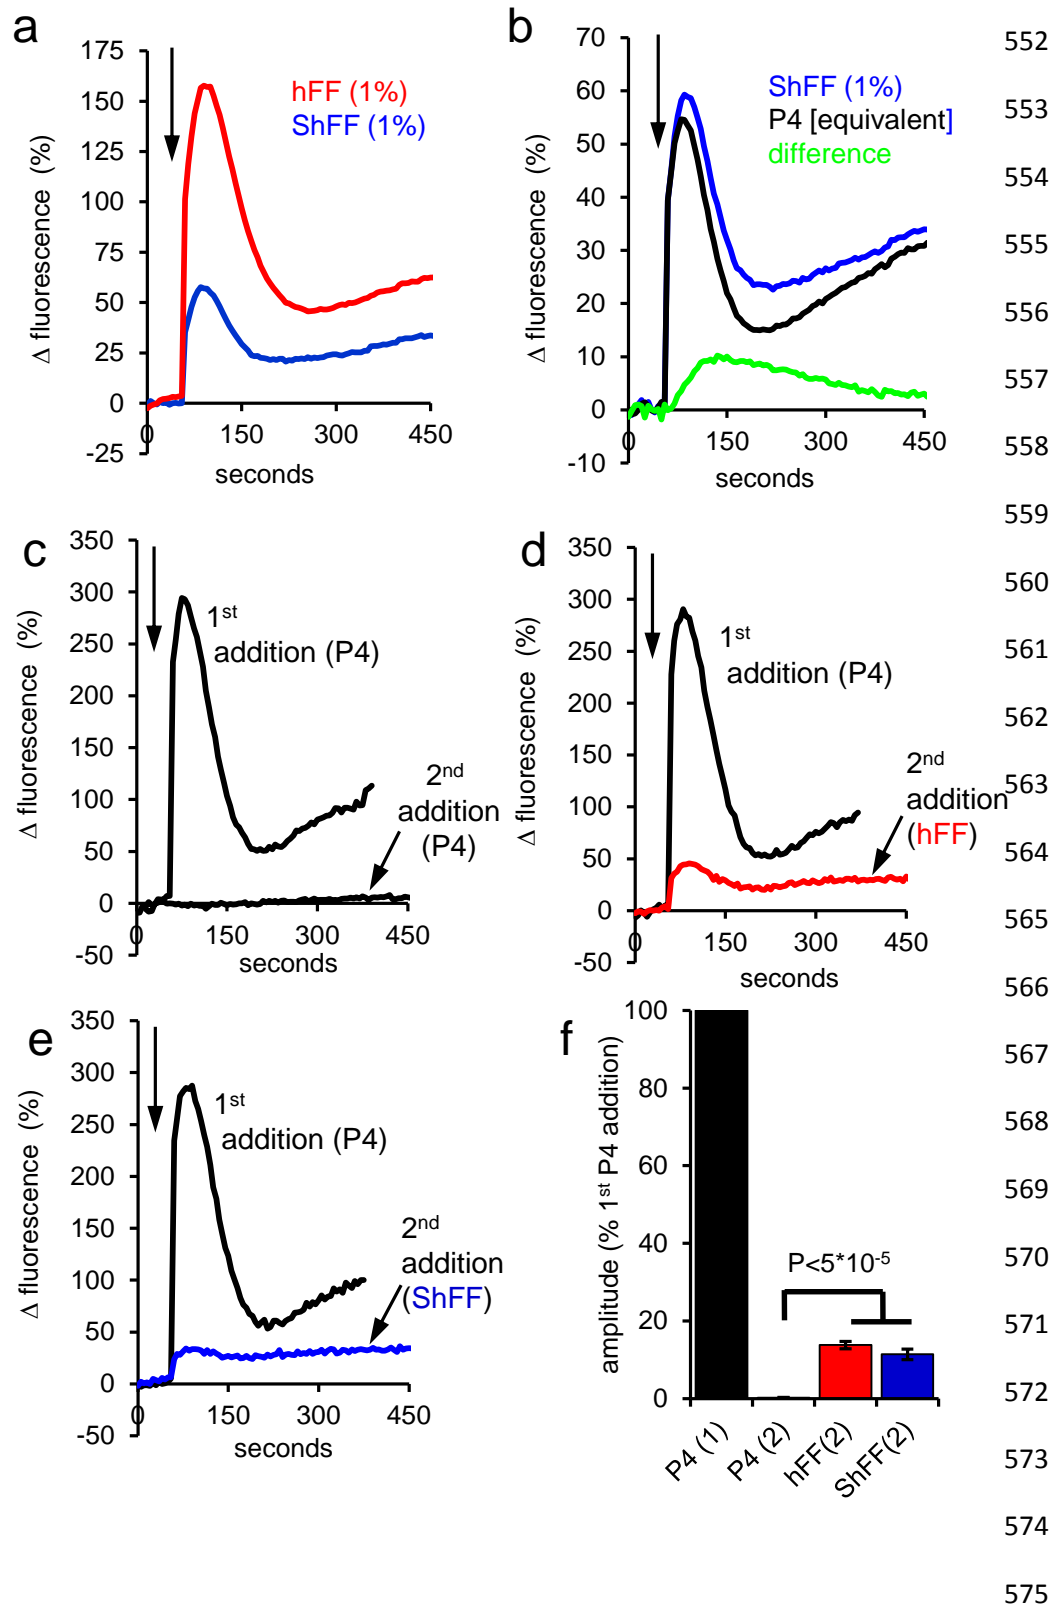 a
175
150
125
100
75
50
25
0
-25
Δ fluorescence (%)
hFF (1%)
ShFF (1%)
0 150 300 450
seconds
b
70
60
50
40
30
20
10
0
-10
Δ fluorescence (%)
ShFF (1%)
P4 [equivalent]
difference
0 150 300 450
seconds
c
350
300
250
200
150
100
50
0
-50
Δ fluorescence (%)
1st
addition (P4)
2nd
addition
(P4)
0 150 300 450
seconds
d
350
300
250
200
150
100
50
0
-50
Δ fluorescence (%)
1st
addition (P4)
2nd
addition
(hFF)
0 150 300 450
seconds
e
350
300
250
200
150
100
50
0
-50
Δ fluorescence (%)
1st
addition (P4)
2nd
addition
(ShFF)
0 150 300 450
seconds
f
100
80
60
40
20
0
amplitude (% 1st P4 addition)
P<5*10-5
P4 (1)
P4 (2)
hFF(2)
ShFF(2)
552
553
554
555
556
557
558
559
560
561
562
563
564
565
566
567
568
569
570
571
572
573
574
575